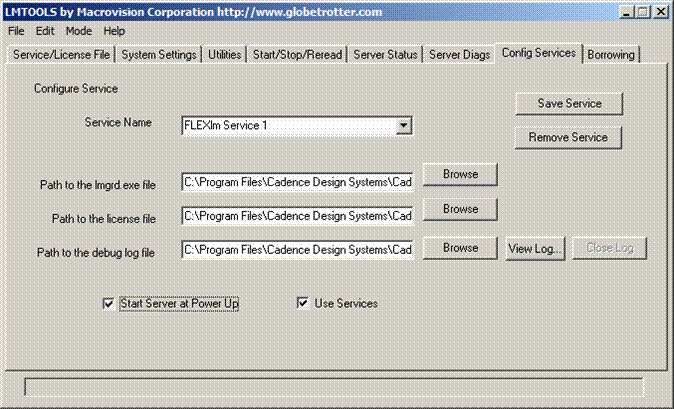 LMTOOLS by Macrovision Corporation http://www.globetrotter.com
File Edit Mode Help
Service/License File System Settings Utilities Start/Stop/Reread Server Status Server Diags Config Services Borrowing
Configure Service
Save Service
Service Name FLEXlm Service 1
Remove Service
Path to the lmgrd.exe file C:\Program Files\Cadence Design Systems\Cad Browse
Path to the license file C:\Program Files\Cadence Design Systems\Cad Browse
Path to the debug log file C:\Program Files\Cadence Design Systems\Cad Browse View Log... Close Log
Start Server at Power Up Use Services